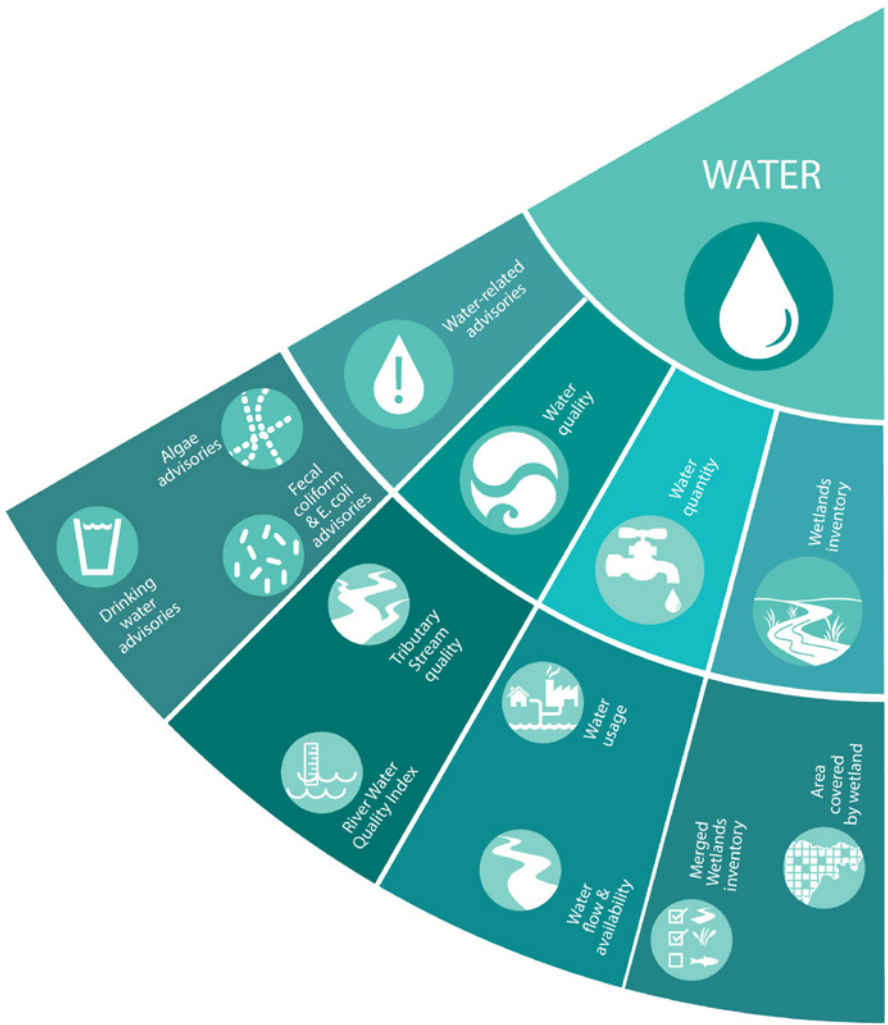 WATER
Water-related
advisories
Water
quality
Water
quantity
Wetlands
inventory
Algae
advisories
Fecal
coliform
& E. coli
advisories
Drinking
water
advisories
Tributary
Stream
quality
River Water
Quality Index
Water
usage
Water
flow &
availability
Merged
Wetlands
inventory
Area
covered
by wetland